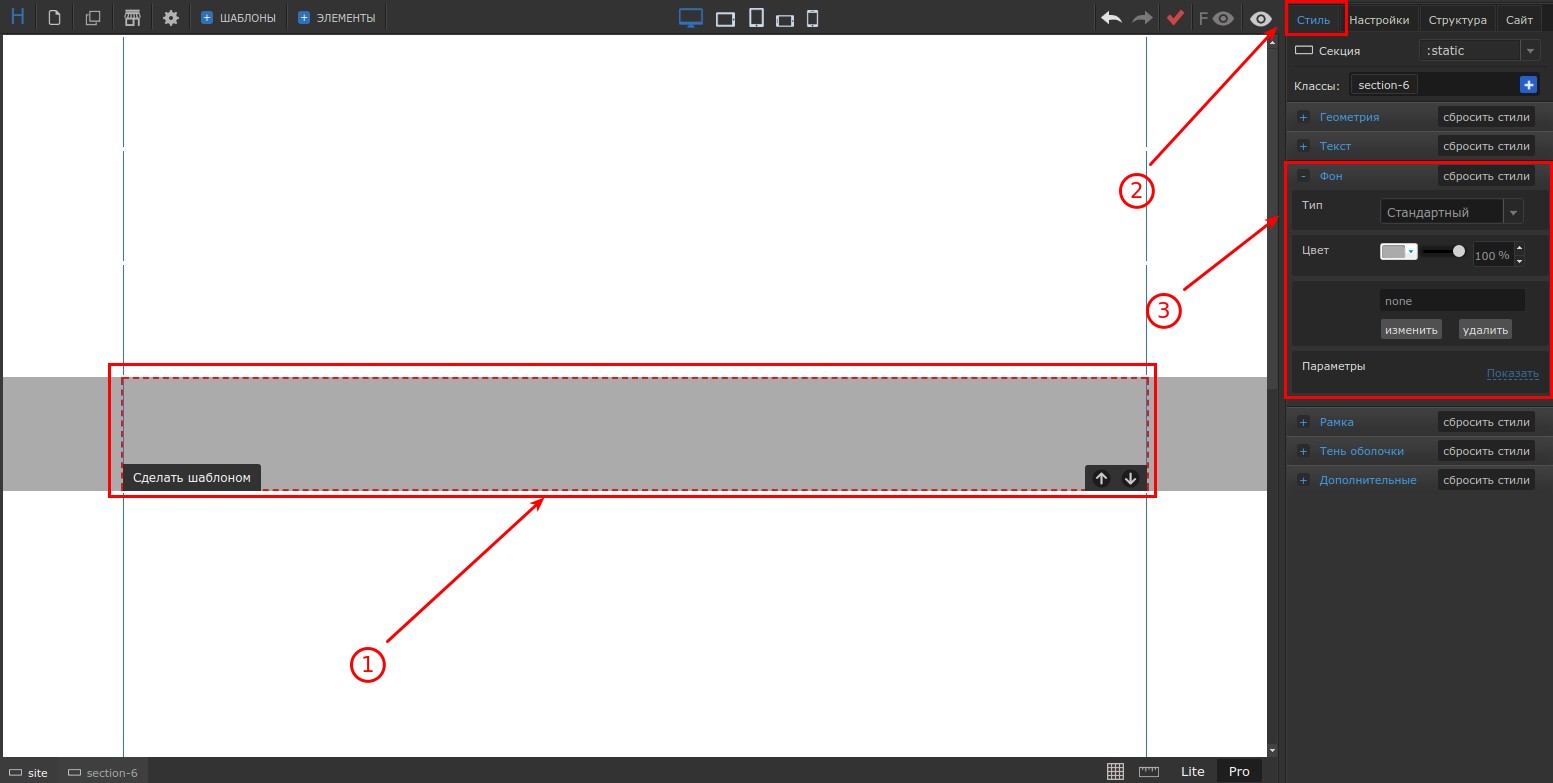 H
ШАБЛОНЫ
ЭЛЕМЕНТЫ
F
Стиль Настройки Структура Сайт
Секция :static
Классы: section-6
+ Геометрия сбросить стили
+ Текст сбросить стили
- Фон сбросить стили
Тип Стандартный
Цвет 100 %
none
изменить удалить
Параметры Показать
+ Рамка сбросить стили
+ Тень оболочки сбросить стили
+ Дополнительные сбросить стили
2
3
Сделать шаблоном
1
site section-6 Lite Pro